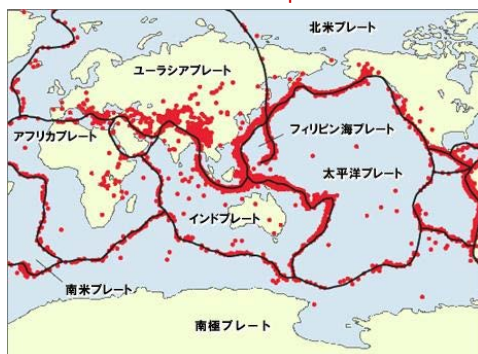 北米プレート
ユーラシアプレート
アフリカプレート
フィリピン海プレート
太平洋プレート
インドプレート
南米プレート
南極プレート